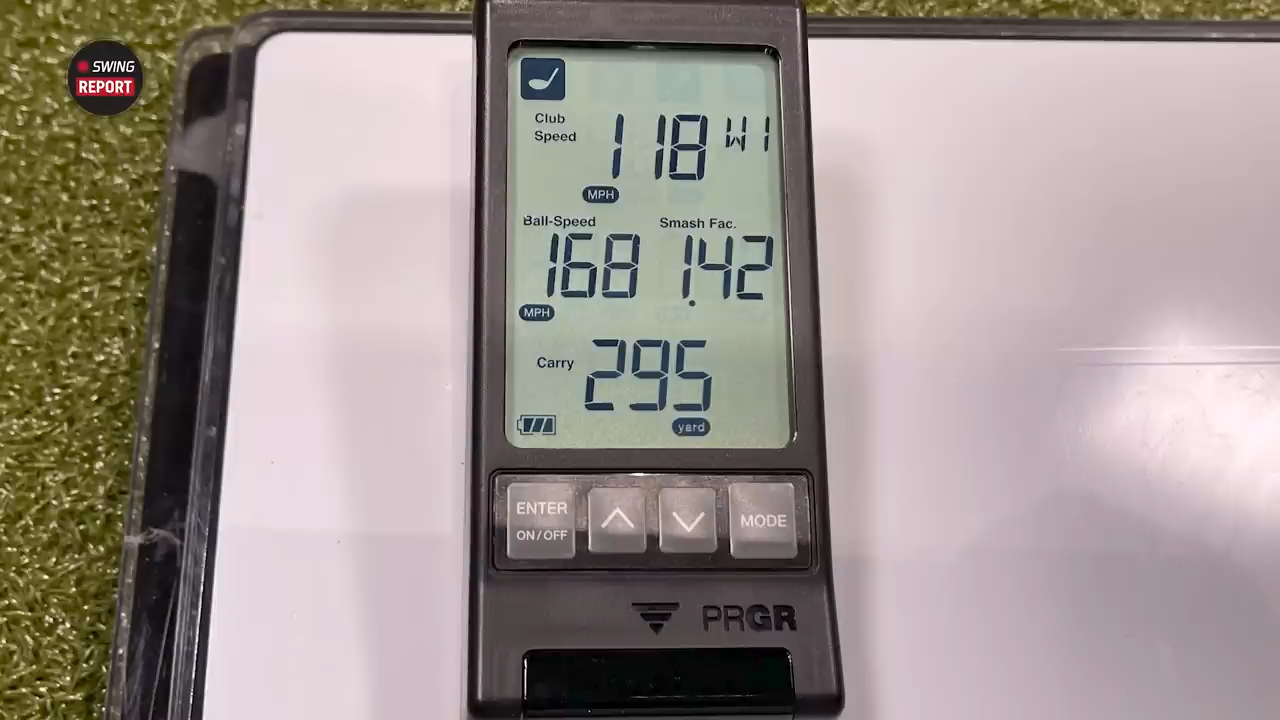 SWING
REPORT
Club
Speed
118 W1
MPH
Ball-Speed Smash Fac.
168 1.42
MPH
Carry 295
yard
ENTER
ON/OFF
MODE
PRGR